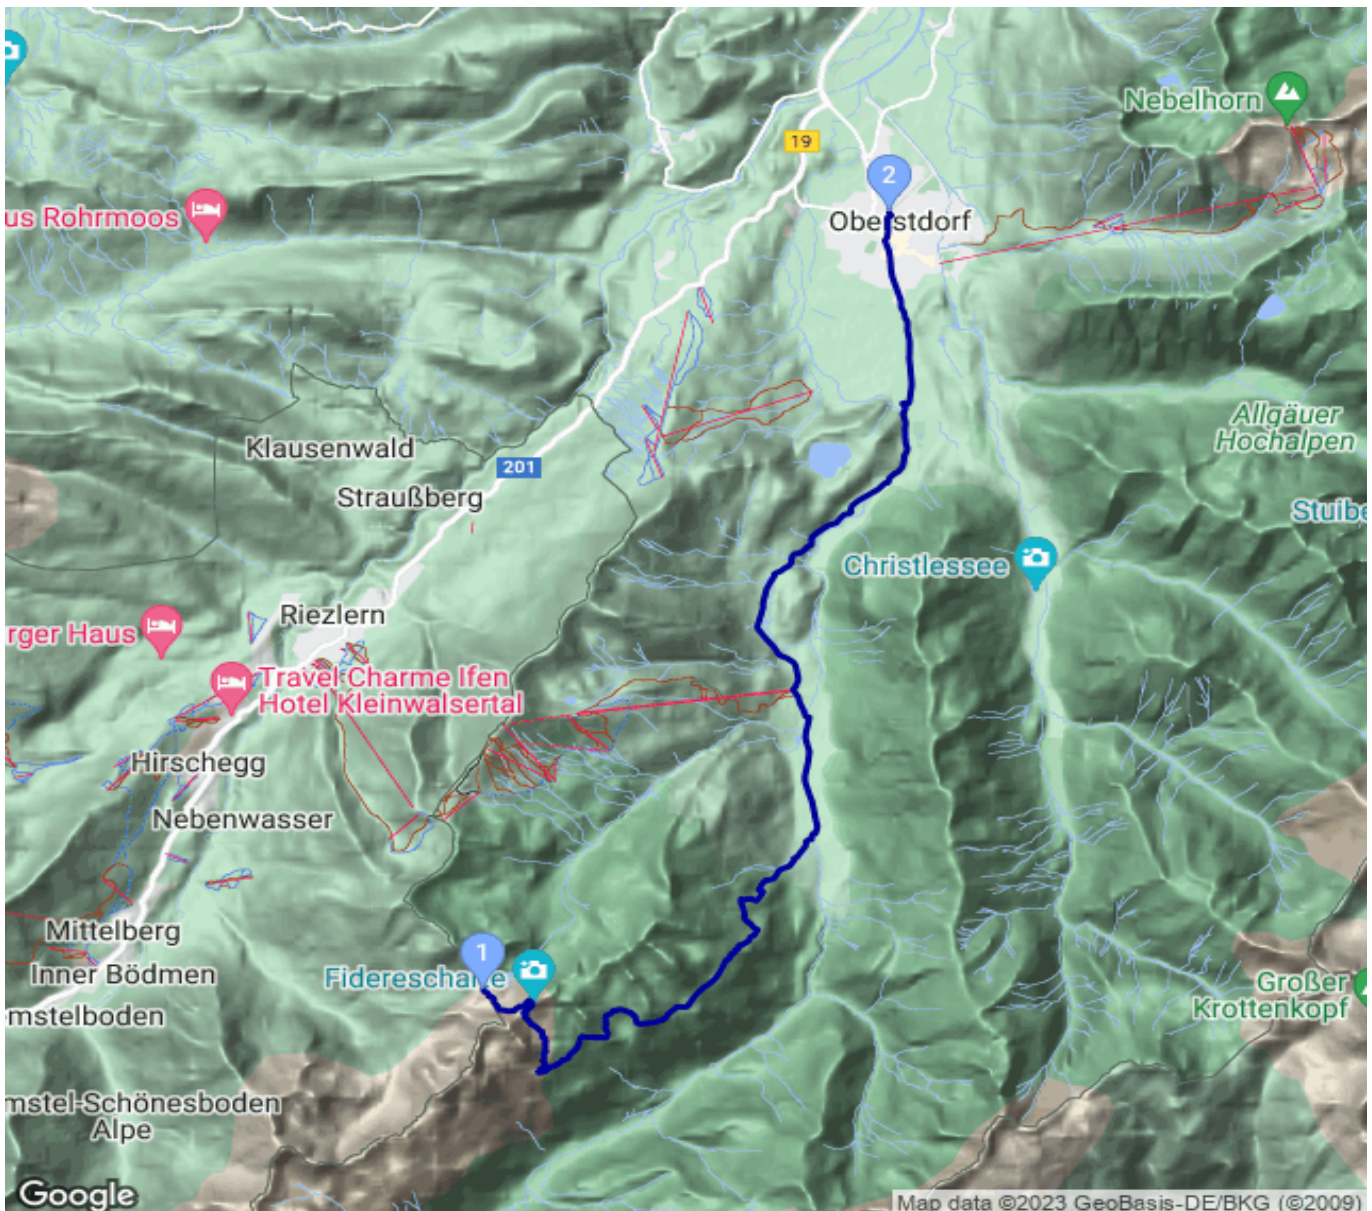 Nebelhorn
19
2
us Rohrmoos
Oberstdorf
Allgäuer
Hochalpen
Klausenwald
201
Straußberg
Stuibe
Christlessee
Riezlern
rger Haus
Travel Charme Ifen
Hotel Kleinwalsertal
Hirschegg
Nebenwasser
Mittelberg
1
Inner Bödmen
Fidereschar
Großer
Krottenkopf
emstelboden
mstel-Schönesboden
Alpe
Google
Map data ©2023 GeoBasis-DE/BKG (©2009)